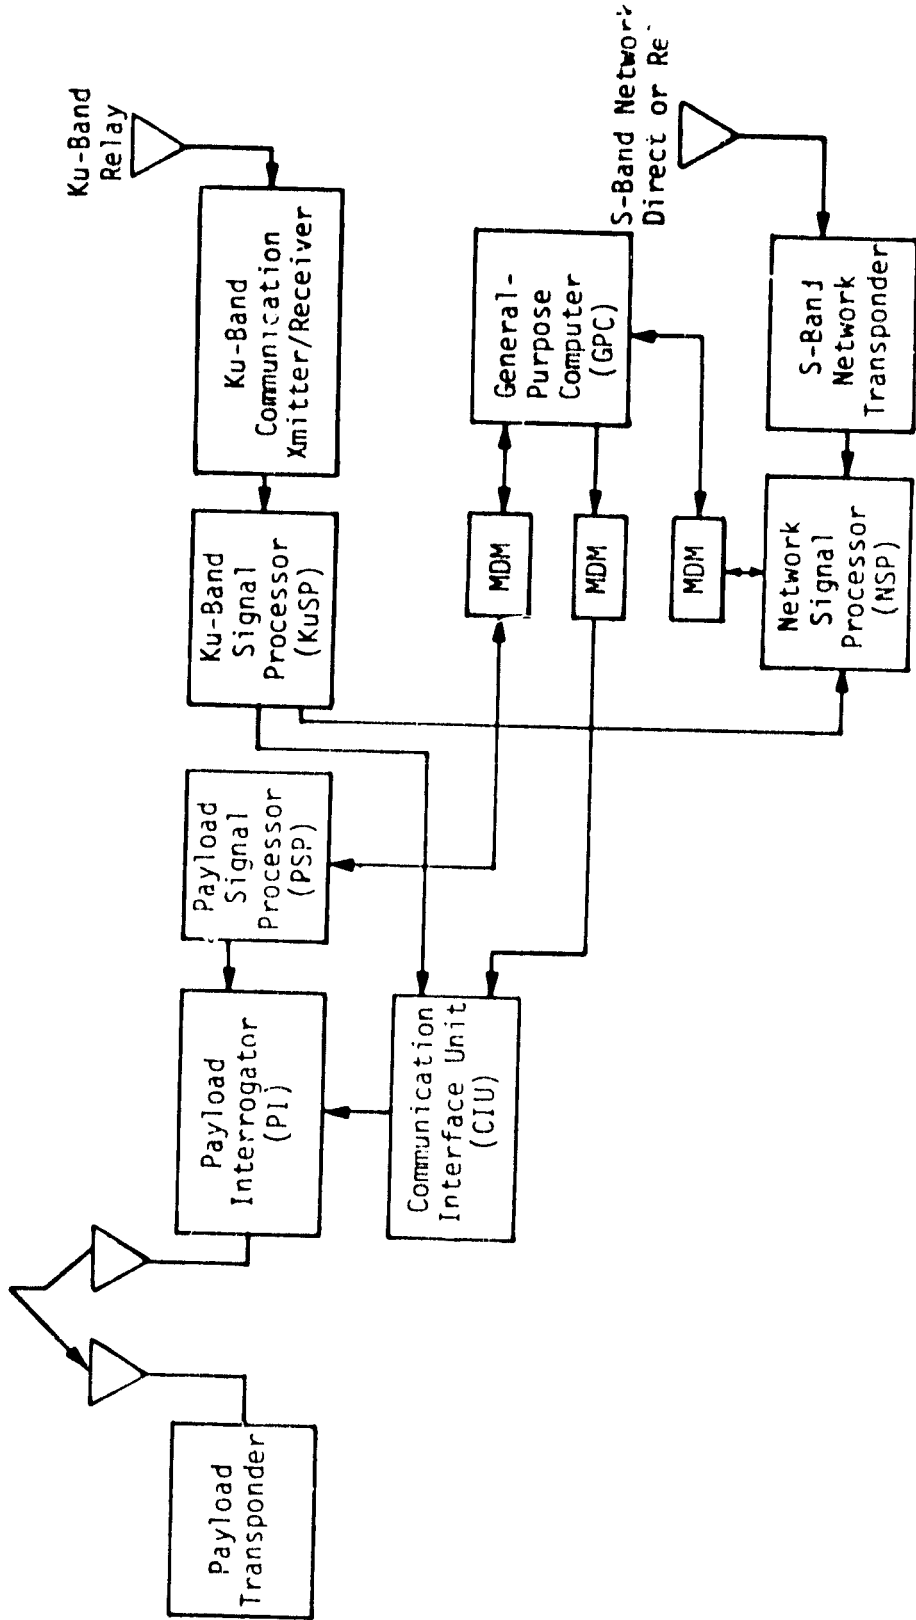 Ku-Band
Relay
Ku-Band
Communication
Xmitter/Receiver
Ku-Band
Signal
Processor
(KuSP)
Payload
Signal
Processor
(PSP)
Payload
Interrogator
(PI)
Payload
Transponder
General-
Purpose
Computer
(GPC)
MDM
MDM
MDM
Communication
Interface Unit
(CIU)
S-Band Network
Direct or
S-Band
Network
Transponder
Network
Signal
Processor
(NSP)